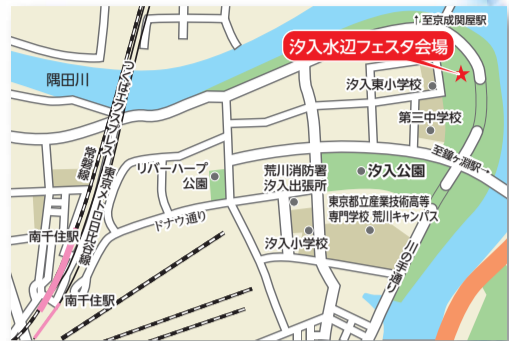 ↑至京成関屋駅
汐入水辺フェスタ会場
隅田川
汐入東小学校
第三中学校
つくばエクスプレス
常磐線
東京メトロ日比谷線
至鐘ヶ淵駅→
リバーハープ
公園
荒川消防署
汐入出張所
汐入公園
東京都立産業技術高等
専門学校 荒川キャンパス
ドナウ通り
南千住駅
汐入小学校
川の手通り
南千住駅